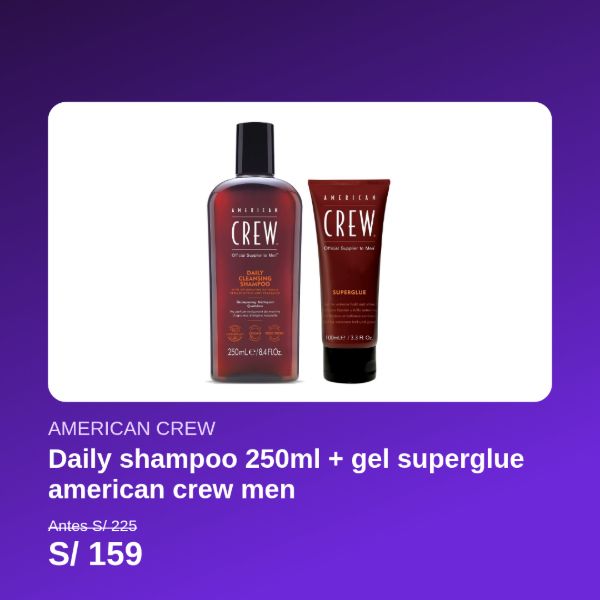 AMERICAN
CREW
Official Supplier to Men
DAILY
CLEANSING
SHAMPOO
250ml ℮/8.4 Fl.Oz.
AMERICAN
CREW
Official Supplier to Men
SUPERGLUE
100ml ℮ / 3.3 Fl.Oz.
AMERICAN CREW
Daily shampoo 250ml + gel superglue
american crew men
Antes S/ 225
S/ 159